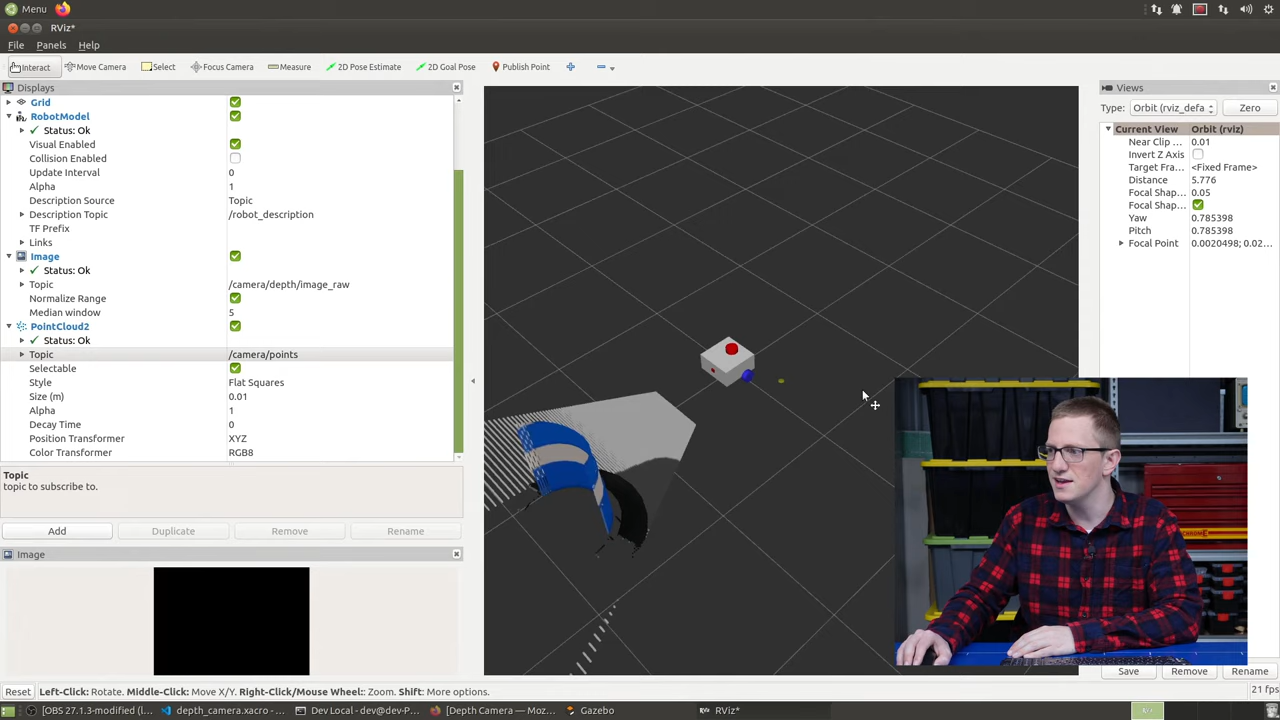 Menu
RViz*
File Panels Help
Interact Move Camera Select Focus Camera Measure 2D Pose Estimate 2D Goal Pose Publish Point
Displays
Grid
RobotModel
Status: Ok
Visual Enabled
Collision Enabled
Update Interval 0
Alpha 1
Description Source Topic
Description Topic /robot_description
TF Prefix
Links
Image
Status: Ok
Topic /camera/depth/image_raw
Normalize Range
Median window 5
PointCloud2
Status: Ok
Topic /camera/points
Selectable
Style Flat Squares
Size (m) 0.01
Alpha 1
Decay Time 0
Position Transformer XYZ
Color Transformer RGB8
Topic
topic to subscribe to.
Add Duplicate Remove Rename
Image
Views
Type: Orbit (rviz_defa Zero
Current View Orbit (rviz)
Near Clip ... 0.01
Invert Z Axis
Target Fra... <Fixed Frame>
Distance 5.776
Focal Shap... 0.05
Focal Shap...
Yaw 0.785398
Pitch 0.785398
Focal Point 0.0020498; 0.02...
Save Remove Rename
Reset Left-Click: Rotate. Middle-Click: Move X/Y. Right-Click/Mouse Wheel: Zoom. Shift: More options. 21 fps
[OBS 27.1.3-modified (l... depth_camera.xacro - ... Dev Local - dev@dev-P... [Depth Camera — Moz... Gazebo RViz*